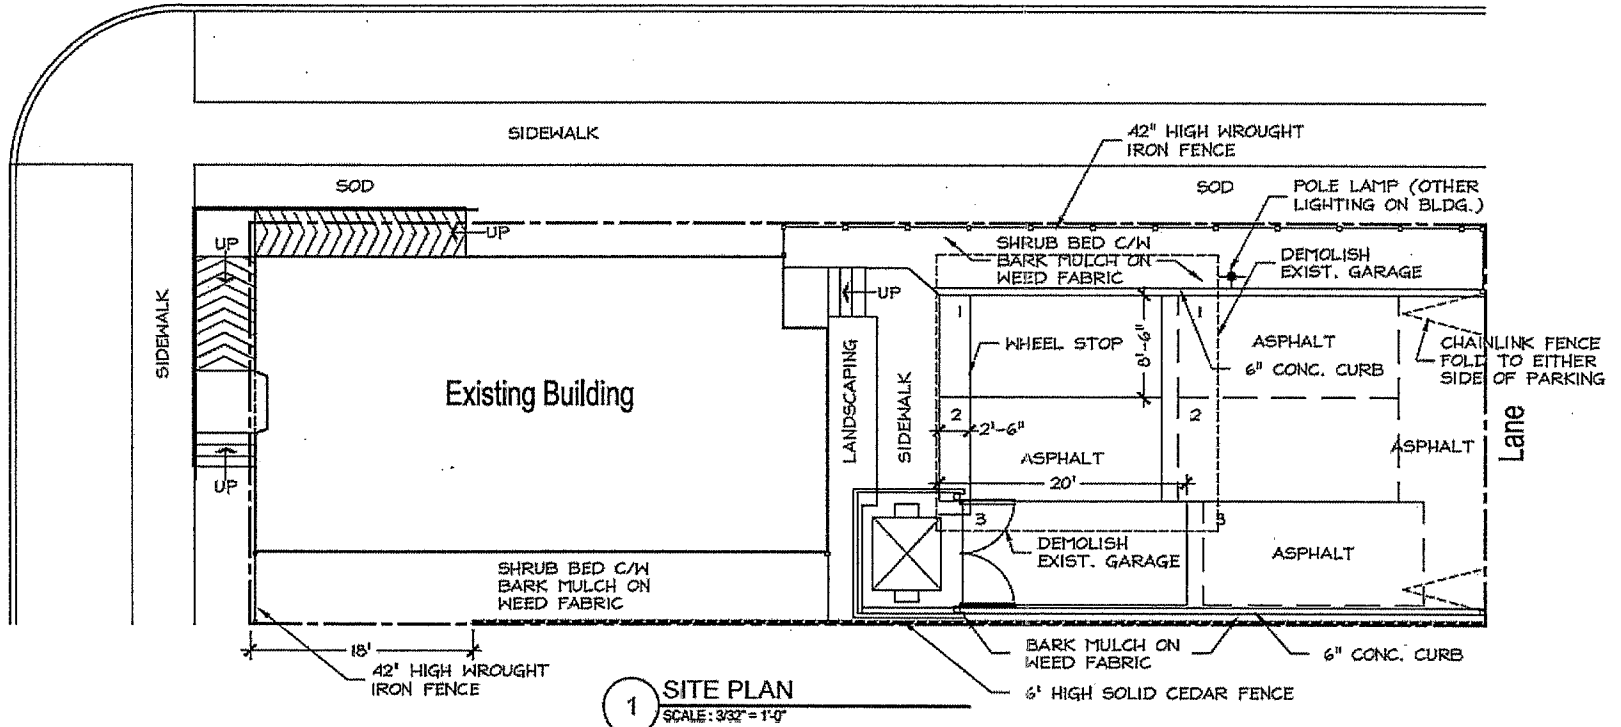 SIDEWALK
42" HIGH WROUGHT
IRON FENCE
SOD
SOD
POLE LAMP (OTHER
LIGHTING ON BLDG.)
UP
UP
SHRUB BED C/W
BARK MULCH ON
WEED FABRIC
DEMOLISH
EXIST. GARAGE
UP
1
1
8'-6"
WHEEL STOP
ASPHALT
6" CONC. CURB
CHAINLINK FENCE
FOLD TO EITHER
SIDE OF PARKING
SIDEWALK
Existing Building
LANDSCAPING
SIDEWALK
2
2'-6"
2
ASPHALT
ASPHALT
Lane
UP
20'
3
3
DEMOLISH
EXIST. GARAGE
ASPHALT
SHRUB BED C/W
BARK MULCH ON
WEED FABRIC
18'
42" HIGH WROUGHT
IRON FENCE
BARK MULCH ON
WEED FABRIC
6" CONC. CURB
6' HIGH SOLID CEDAR FENCE
1
SITE PLAN
SCALE: 3/32" = 1'-0"